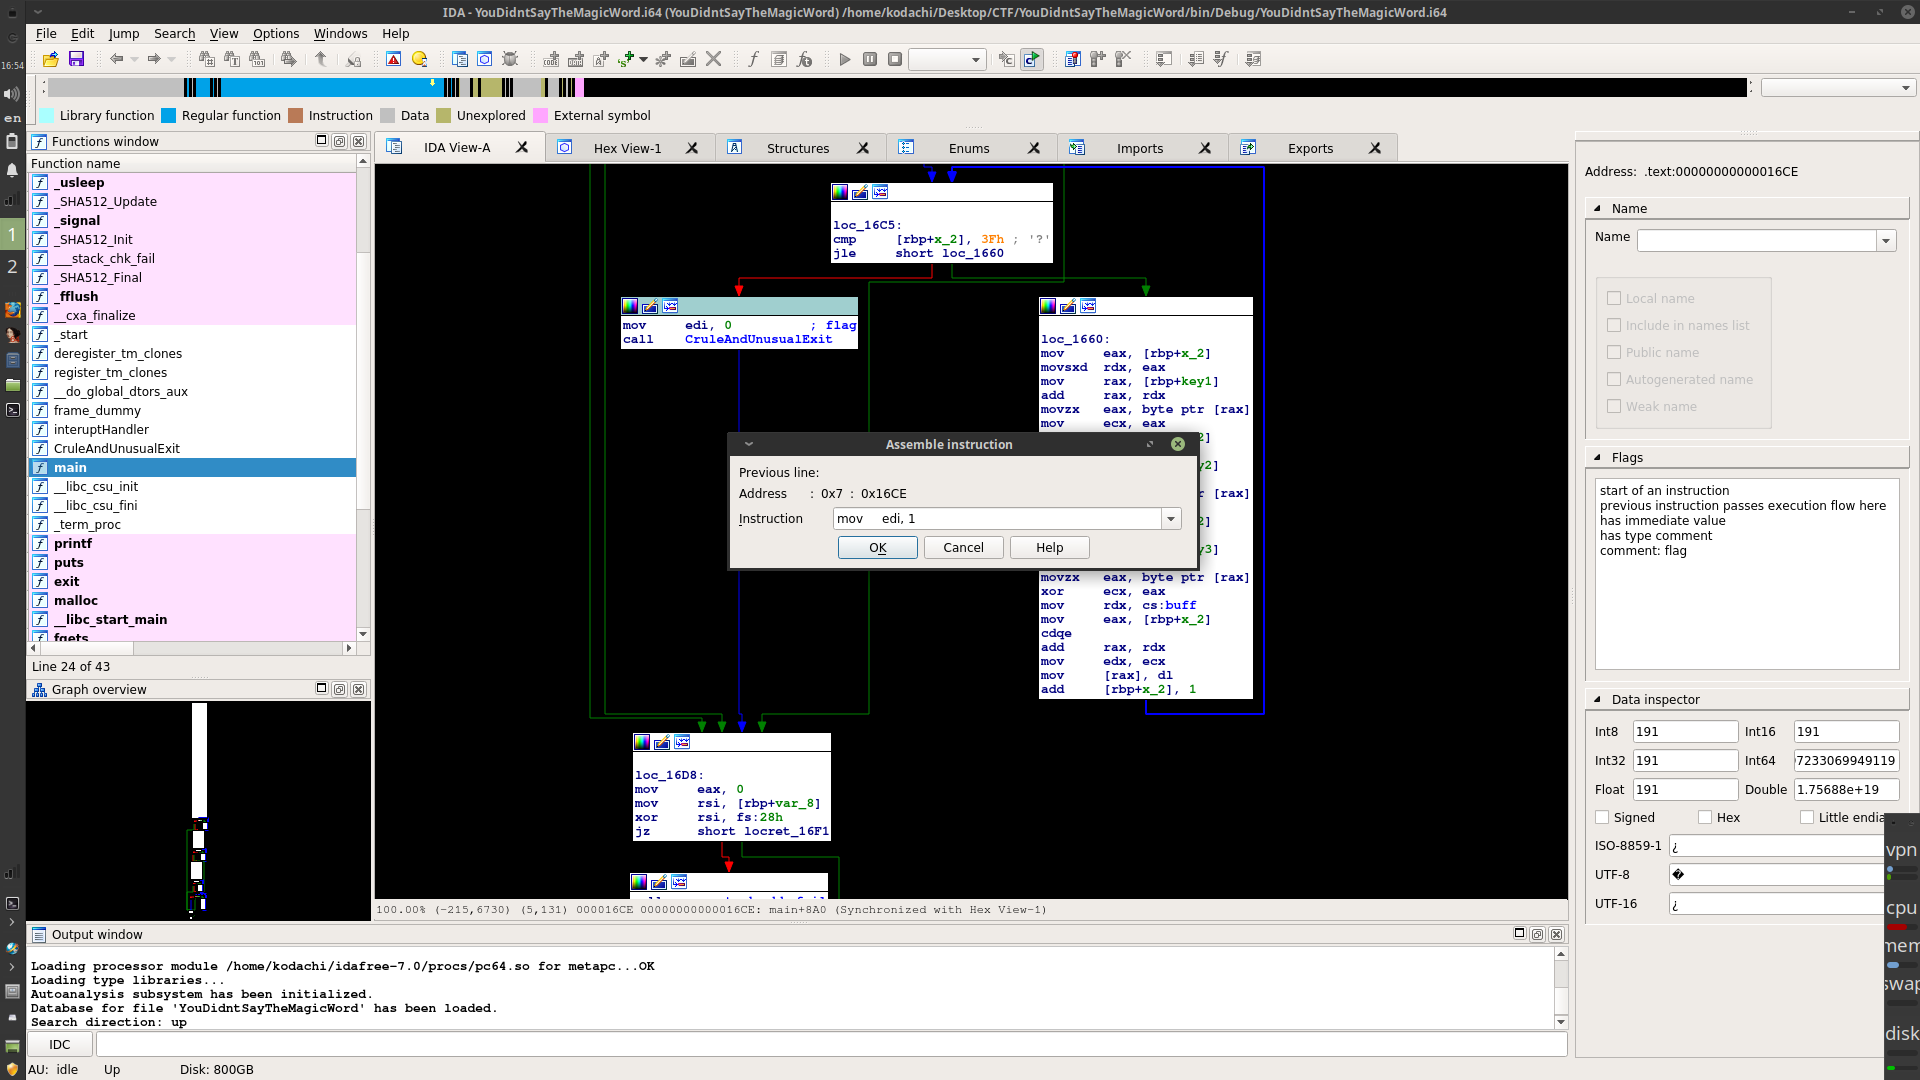 IDA - YouDidntSayTheMagicWord.i64 (YouDidntSayTheMagicWord) /home/kodachi/Desktop/CTF/YouDidntSayTheMagicWord/bin/Debug/YouDidntSayTheMagicWord.i64
File Edit Jump Search View Options Windows Help
16:54
en
1
2
Library function Regular function Instruction Data Unexplored External symbol
Functions window
Function name
_usleep
_SHA512_Update
_signal
_SHA512_Init
___stack_chk_fail
_SHA512_Final
_fflush
__cxa_finalize
_start
deregister_tm_clones
register_tm_clones
__do_global_dtors_aux
frame_dummy
interuptHandler
CruleAndUnusualExit
main
__libc_csu_init
__libc_csu_fini
_term_proc
printf
puts
exit
malloc
__libc_start_main
fgets
Line 24 of 43
Graph overview
IDA View-A Hex View-1 Structures Enums Imports Exports
loc_16C5:
cmp [rbp+x_2], 3Fh ; '?'
jle short loc_1660
mov edi, 0 ; flag
call CruleAndUnusualExit
loc_1660:
mov eax, [rbp+x_2]
movsxd rdx, eax
mov rax, [rbp+key1]
add rax, rdx
movzx eax, byte ptr [rax]
mov ecx, eax
2]
y2]
r [rax]
2]
y3]
movzx eax, byte ptr [rax]
xor ecx, eax
mov rdx, cs:buff
mov eax, [rbp+x_2]
cdqe
add rax, rdx
mov edx, ecx
mov [rax], dl
add [rbp+x_2], 1
Assemble instruction
Previous line:
Address : 0x7 : 0x16CE
Instruction mov edi, 1
OK Cancel Help
loc_16D8:
mov eax, 0
mov rsi, [rbp+var_8]
xor rsi, fs:28h
jz short locret_16F1
100.00% (-215,6730) (5,131) 000016CE 00000000000016CE: main+8A0 (Synchronized with Hex View-1)
Address: .text:00000000000016CE
Name
Name
Local name
Include in names list
Public name
Autogenerated name
Weak name
Flags
start of an instruction
previous instruction passes execution flow here
has immediate value
has type comment
comment: flag
Data inspector
Int8 191 Int16 191
Int32 191 Int64 7233069949119
Float 191 Double 1.75688e+19
Signed Hex Little endia
ISO-8859-1 ¿
UTF-8 �
UTF-16 ¿
vpn
cpu
mem
swap
disk
Output window
Loading processor module /home/kodachi/idafree-7.0/procs/pc64.so for metapc...OK
Loading type libraries...
Autoanalysis subsystem has been initialized.
Database for file 'YouDidntSayTheMagicWord' has been loaded.
Search direction: up
IDC
AU: idle Up Disk: 800GB